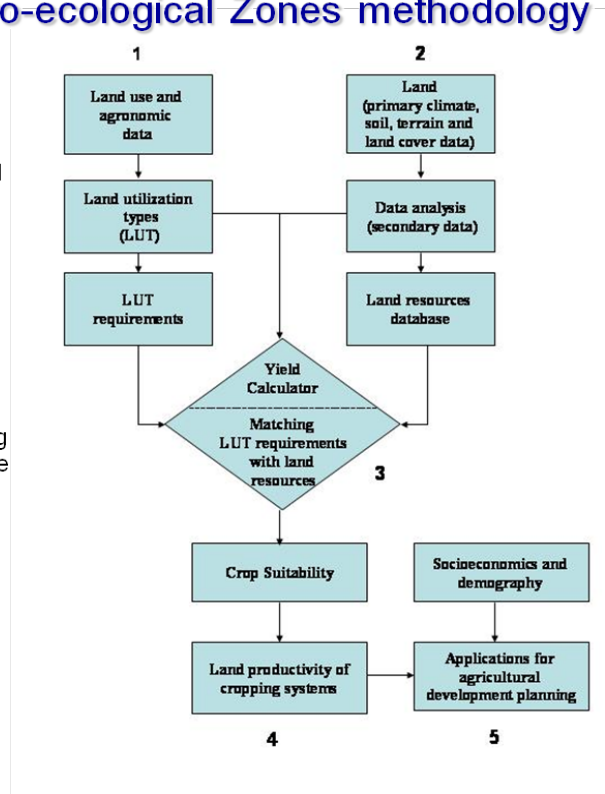 o-ecological Zones methodology
1
2
Land use and
agronomic
data
Land
(primary climate,
soil, terrain and
land cover data)
Land utilization
types
(LUT)
Data analysis
(secondary data)
LUT
requirements
Land resources
database
Yield
Calculator
Matching
LUT requirements
with land
resources
3
g
e
Crop Suitability
Socioeconomics and
demography
Land productivity of
cropping systems
Applications for
agricultural
development planning
4
5